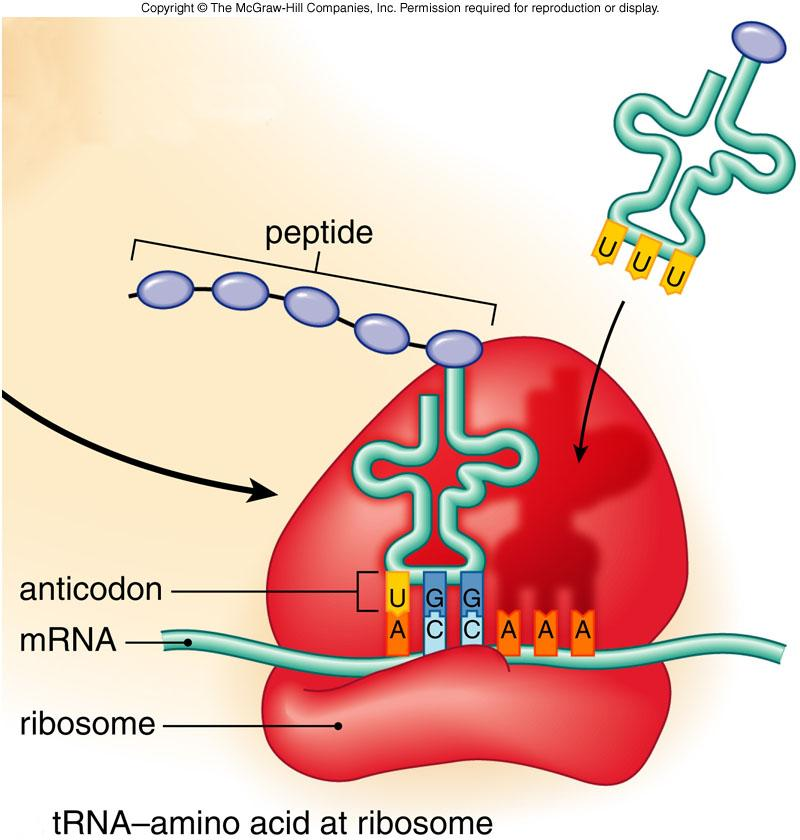 Copyright © The McGraw-Hill Companies, Inc. Permission required for reproduction or display.
U U U
peptide
anticodon
U G G
mRNA
A C C A A A
ribosome
tRNA–amino acid at ribosome